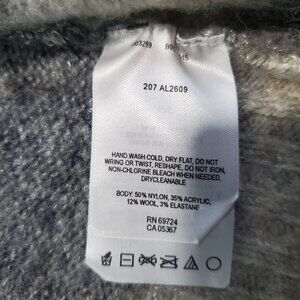 207 AL2609
HAND WASH COLD, DRY FLAT, DO NOT
WRING OR TWIST, RESHAPE, DO NOT IRON,
NON-CHLORINE BLEACH WHEN NEEDED,
DRYCLEANABLE
BODY: 50% NYLON, 35% ACRYLIC,
12% WOOL, 3% ELASTANE
RN 69724
CA 05367